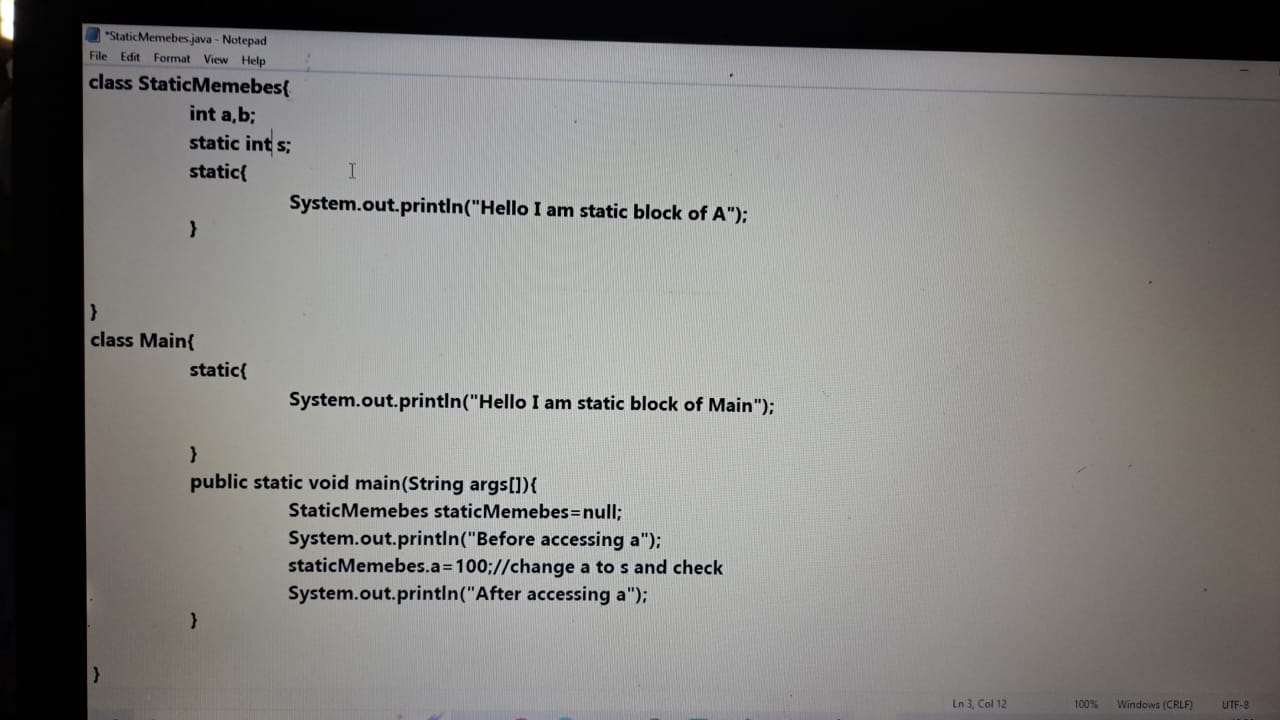 *StaticMemebes.java - Notepad
File Edit Format View Help
class StaticMemebes{
int a,b;
static int s;
static{
System.out.println("Hello I am static block of A");
}
}
class Main{
static{
System.out.println("Hello I am static block of Main");
}
public static void main(String args[]){
StaticMemebes staticMemebes=null;
System.out.println("Before accessing a");
staticMemebes.a=100;//change a to s and check
System.out.println("After accessing a");
}
}
Ln 3, Col 12 100% Windows (CRLF) UTF-8